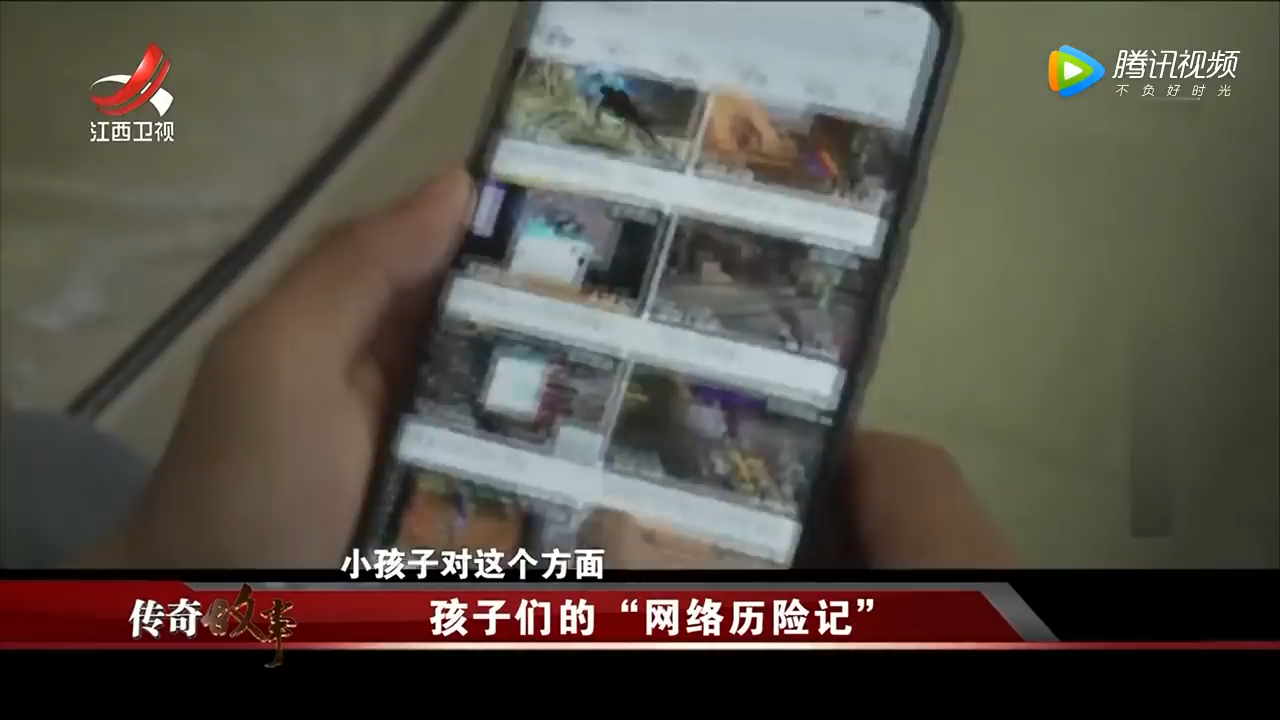 江西卫视
腾讯视频
不负好时光
小孩子对这个方面
传奇故事
孩子们的“网络历险记”